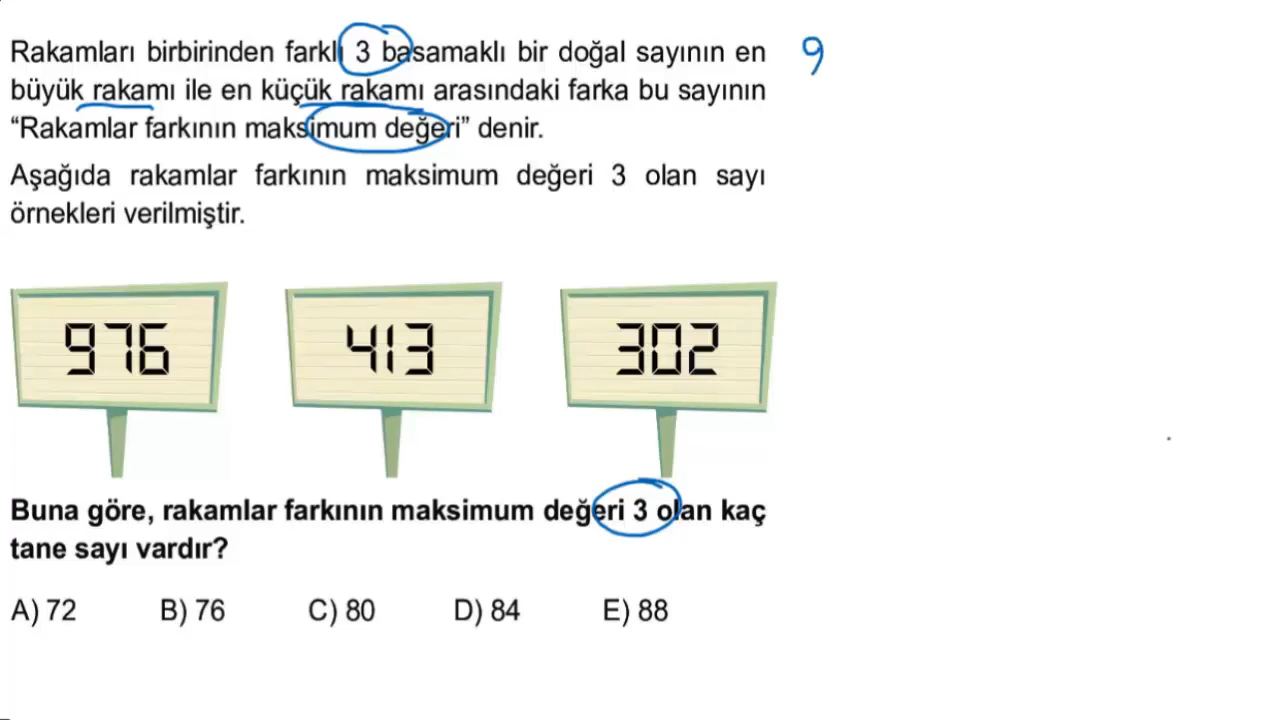 Rakamları birbirinden farklı 3 basamaklı bir doğal sayının en
büyük rakamı ile en küçük rakamı arasındaki farka bu sayının
“Rakamlar farkının maksimum değeri” denir.
9
Aşağıda rakamlar farkının maksimum değeri 3 olan sayı
örnekleri verilmiştir.
976
413
302
Buna göre, rakamlar farkının maksimum değeri 3 olan kaç
tane sayı vardır?
A) 72 B) 76 C) 80 D) 84 E) 88